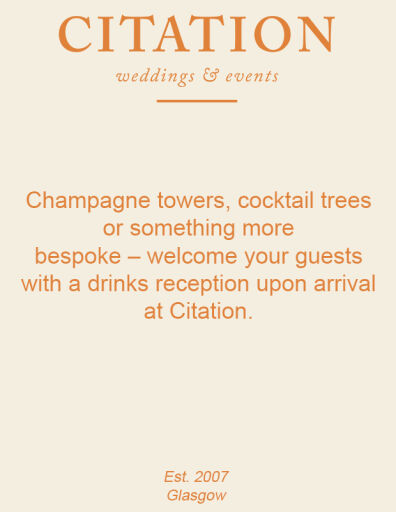 CITATION
weddings & events
Champagne towers, cocktail trees
or something more
bespoke – welcome your guests
with a drinks reception upon arrival
at Citation.
Est. 2007
Glasgow